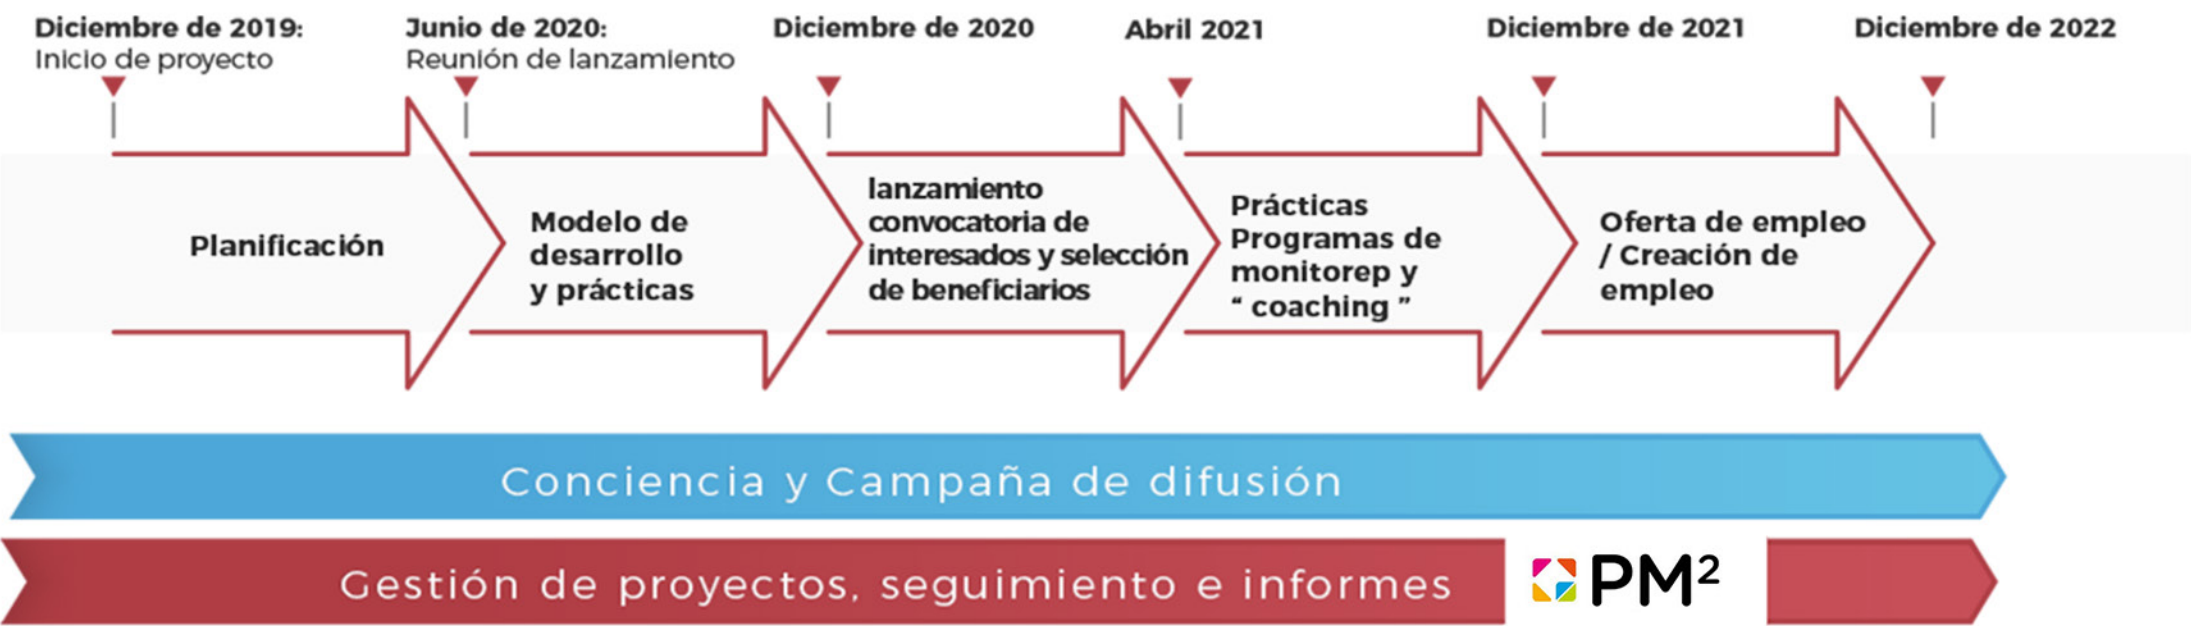 Diciembre de 2019:
Inicio de proyecto
Junio de 2020:
Reunión de lanzamiento
Diciembre de 2020
Abril 2021
Diciembre de 2021
Diciembre de 2022
Planificación
Modelo de
desarrollo
y prácticas
lanzamiento
convocatoria de
interesados y selección
de beneficiarios
Prácticas
Programas de
monitorep y
“ coaching ”
Oferta de empleo
/ Creación de
empleo
Conciencia y Campaña de difusión
Gestión de proyectos, seguimiento e informes
PM²